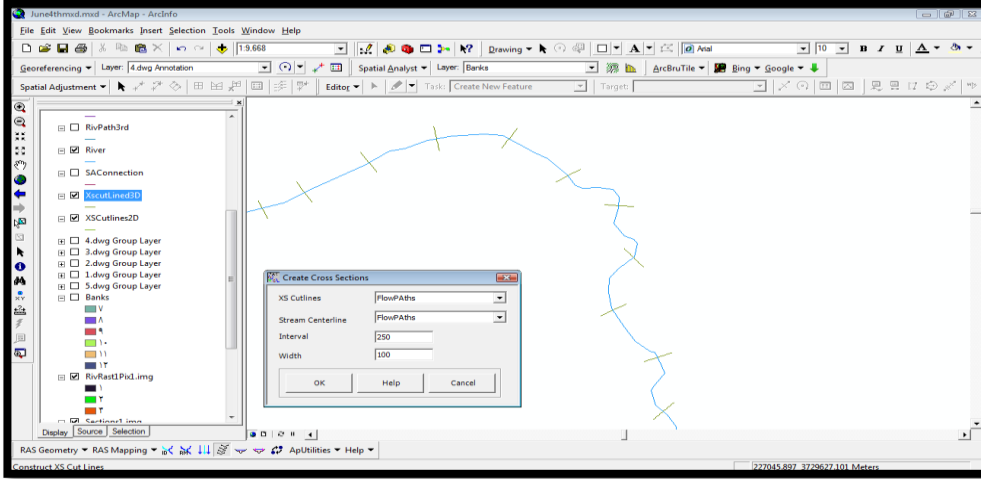 June4thmxd.mxd - ArcMap - ArcInfo
File Edit View Bookmarks Insert Selection Tools Window Help
1:9,668 Drawing A Arial 10 B I U A
Georeferencing Layer: 4.dwg Annotation Spatial Analyst Layer: Banks ArcBruTile Bing Google
Spatial Adjustment Editor Task: Create New Feature Target:
RivPath3rd
River
SAConnection
XscutLined3D
XSCutlines2D
4.dwg Group Layer
3.dwg Group Layer
2.dwg Group Layer
1.dwg Group Layer
5.dwg Group Layer
Banks
٧
٨
٩
١٠
١١
١٢
RivRast1Pix1.img
١
٢
٣
Sections1.img
Display Source Selection
Create Cross Sections
XS Cutlines FlowPAths
Stream Centerline FlowPAths
Interval 250
Width 100
OK Help Cancel
RAS Geometry RAS Mapping ApUtilities Help
Construct XS Cut Lines 227045.897 3729627.101 Meters